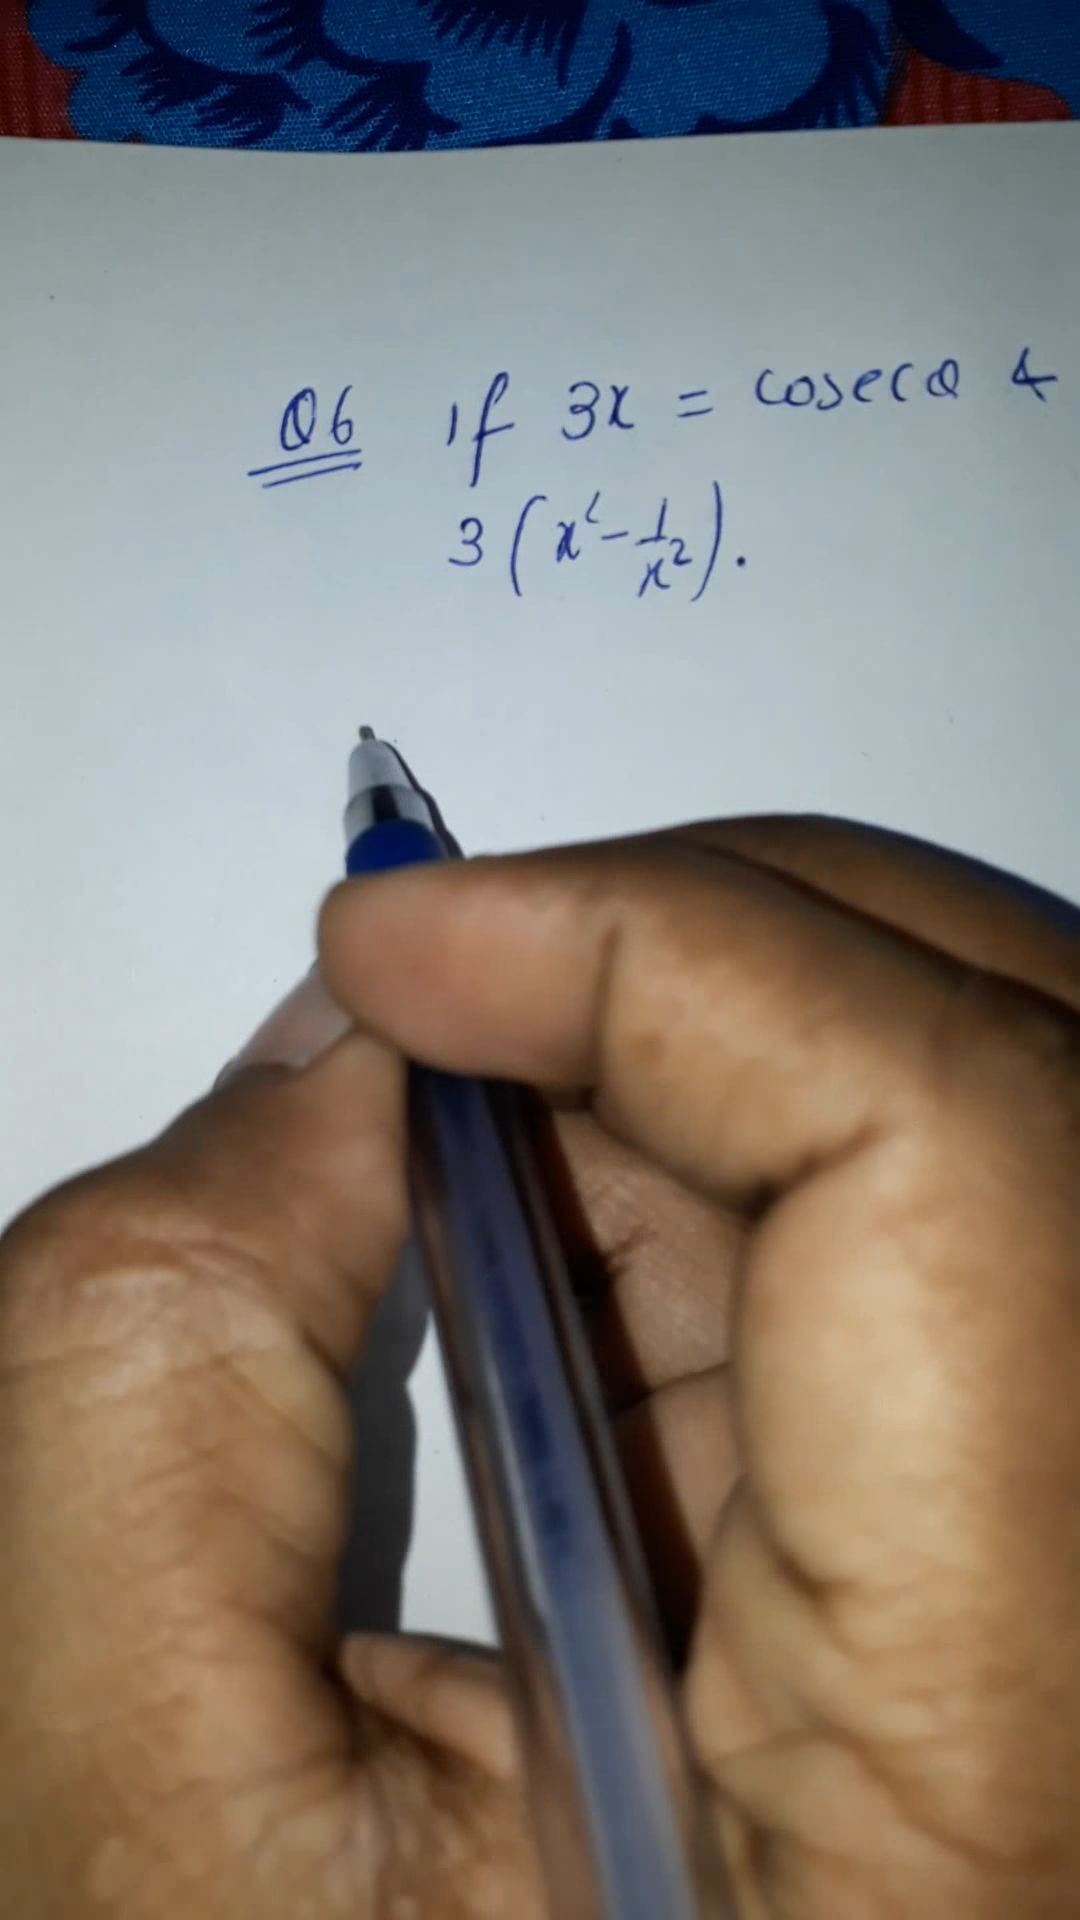 Q6 If 3x = cosecθ &
3(x² - 1/x²).